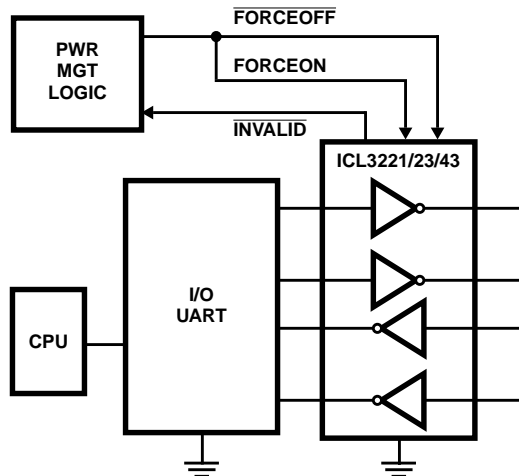 FORCEOFF
PWR
MGT
LOGIC
FORCEON
INVALID
ICL3221/23/43
I/O
UART
CPU